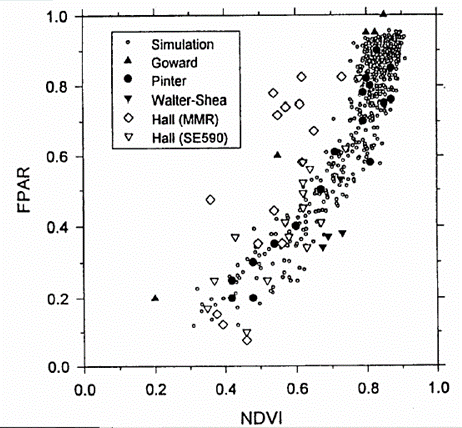 1.0
0.8
0.6
0.4
0.2
0.0
FPAR
Simulation
Goward
Pinter
Walter-Shea
Hall (MMR)
Hall (SE590)
0.0 0.2 0.4 0.6 0.8 1.0
NDVI